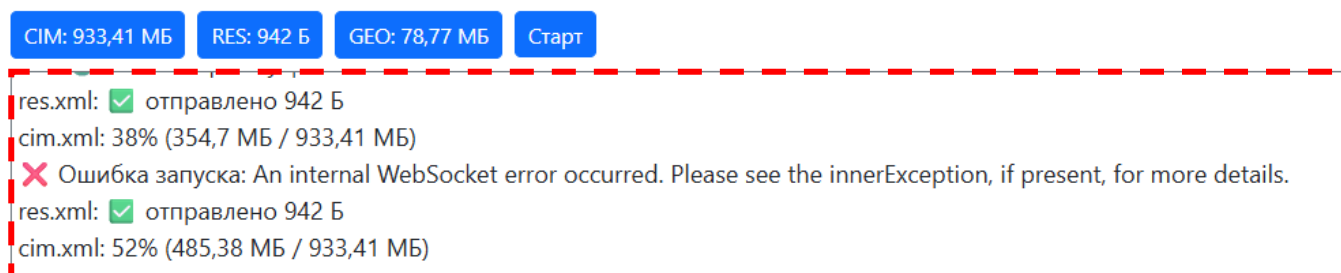 CIM: 933,41 МБ RES: 942 Б GEO: 78,77 МБ Старт
res.xml: ✅ отправлено 942 Б
cim.xml: 38% (354,7 МБ / 933,41 МБ)
❌ Ошибка запуска: An internal WebSocket error occurred. Please see the innerException, if present, for more details.
res.xml: ✅ отправлено 942 Б
cim.xml: 52% (485,38 МБ / 933,41 МБ)